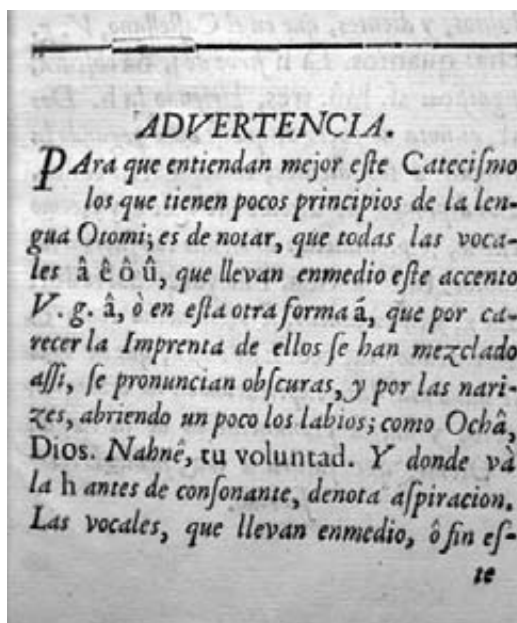 ADVERTENCIA.
PAra que entiendan mejor eſte Cateciſmo
los que tienen pocos principios de la len-
gua Otomi; es de notar, que todas las voca-
les â ê ô û, que llevan enmedio eſte accento
V. g. â, ò en eſta otra forma á, que por ca-
recer la Imprenta de ellos ſe han mezclado
aſſi, ſe pronuncian obſcuras, y por las nari-
zes, abriendo un poco los labios; como Ochâ,
Dios. Nahnê, tu voluntad. Y donde và
la h antes de conſonante, denota aſpiracion.
Las vocales, que llevan enmedio, ô fin eſ-
te